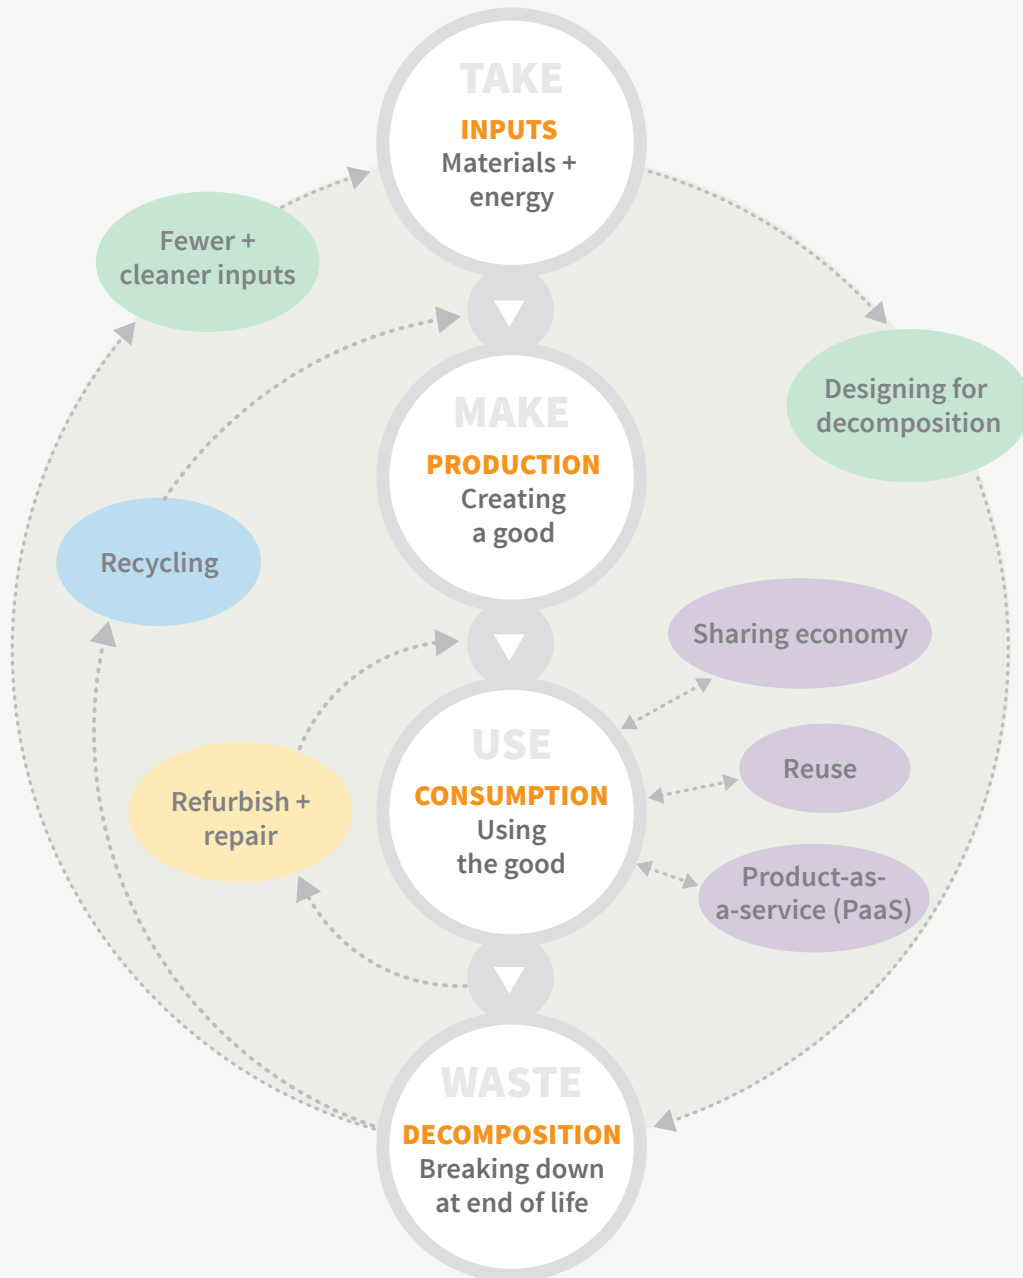 TAKE
INPUTS
Materials +
energy
Fewer +
cleaner inputs
Designing for
decomposition
MAKE
PRODUCTION
Creating
a good
Recycling
Sharing economy
USE
CONSUMPTION
Using
the good
Reuse
Refurbish +
repair
Product-as-
a-service (PaaS)
WASTE
DECOMPOSITION
Breaking down
at end of life